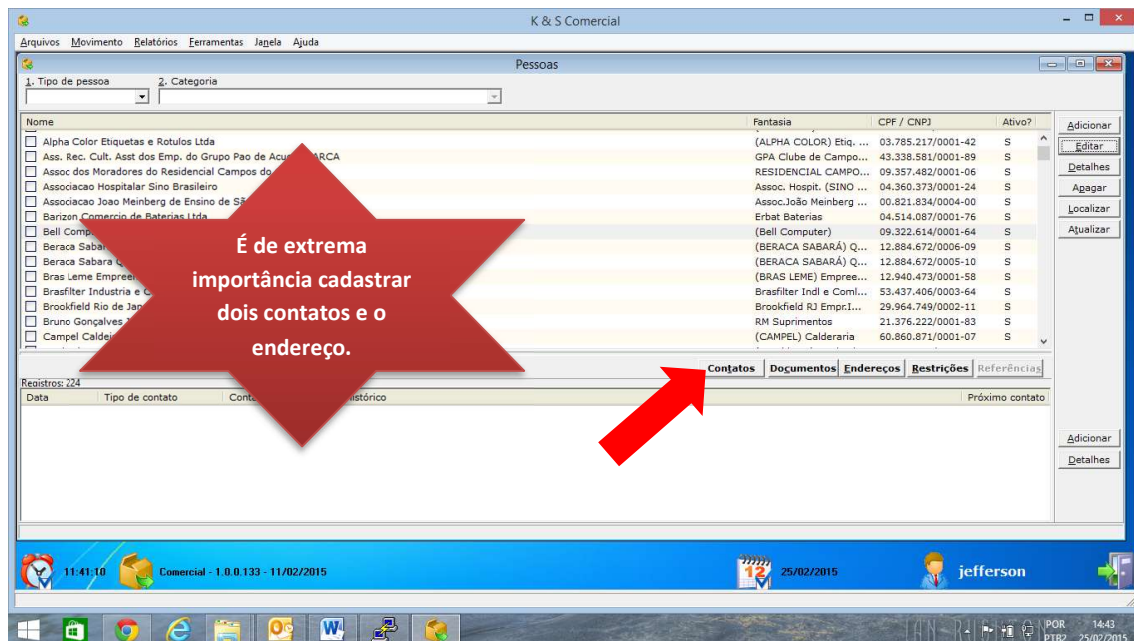 K & S Comercial
Arquivos Movimento Relatórios Ferramentas Janela Ajuda
Pessoas
1. Tipo de pessoa 2. Categoria
Nome Fantasia CPF / CNPJ Ativo?
Alpha Color Etiquetas e Rotulos Ltda (ALPHA COLOR) Etiq. ... 03.785.217/0001-42 S
Ass. Rec. Cult. Asst dos Emp. do Grupo Pao de Acu ARCA GPA Clube de Campo... 43.338.581/0001-89 S
Assoc dos Moradores do Residencial Campos do RESIDENCIAL CAMPO... 09.357.482/0001-06 S
Associacao Hospitalar Sino Brasileiro Assoc. Hospit. (SINO ... 04.360.373/0001-24 S
Associacao Joao Meinberg de Ensino de Sã Assoc.João Meinberg ... 00.821.834/0004-00 S
Barizon Comercio de Baterias Ltda Erbat Baterias 04.514.087/0001-76 S
Bell Comp (Bell Computer) 09.322.614/0001-64 S
Beraca Sabar (BERACA SABARÁ) Q... 12.884.672/0006-09 S
Beraca Sabara Q (BERACA SABARÁ) Q... 12.884.672/0005-10 S
Bras Leme Empree (BRAS LEME) Empree... 12.940.473/0001-58 S
Brasfilter Industria e C Brasfilter Indl e Coml... 53.437.406/0003-64 S
Brookfield Rio de Jan Brookfield RJ Empr.I... 29.964.749/0002-11 S
Bruno Gonçalves RM Suprimentos 21.376.222/0001-83 S
Campel Caldei (CAMPEL) Calderaria 60.860.871/0001-07 S
Adicionar
Editar
Detalhes
Apagar
Localizar
Atualizar
É de extrema
importância cadastrar
dois contatos e o
endereço.
Contatos Documentos Endereços Restrições Referências
Registros: 224
Data Tipo de contato Conta istórico Próximo contato
Adicionar
Detalhes
11:41:10 Comercial - 1.0.0.133 - 11/02/2015 12 25/02/2015 jefferson
POR 14:43
PTB2 25/02/2015